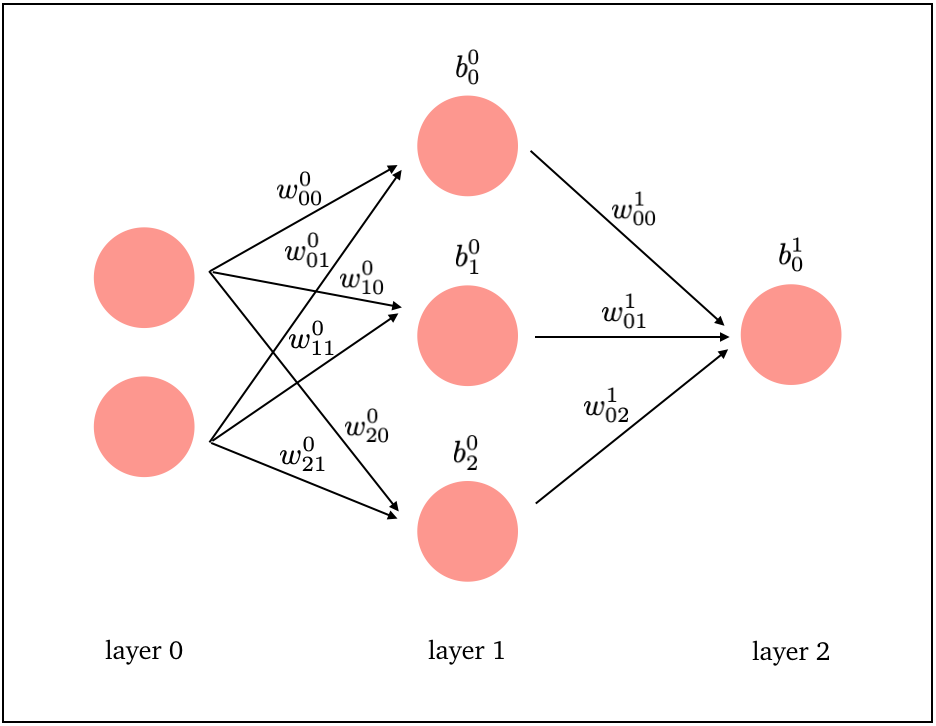 b_0^0
w_{00}^0
w_{00}^1
w_{01}^0
b_1^0
b_0^1
w_{10}^0
w_{01}^1
w_{11}^0
w_{02}^1
w_{20}^0
w_{21}^0
b_2^0
layer 0
layer 1
layer 2